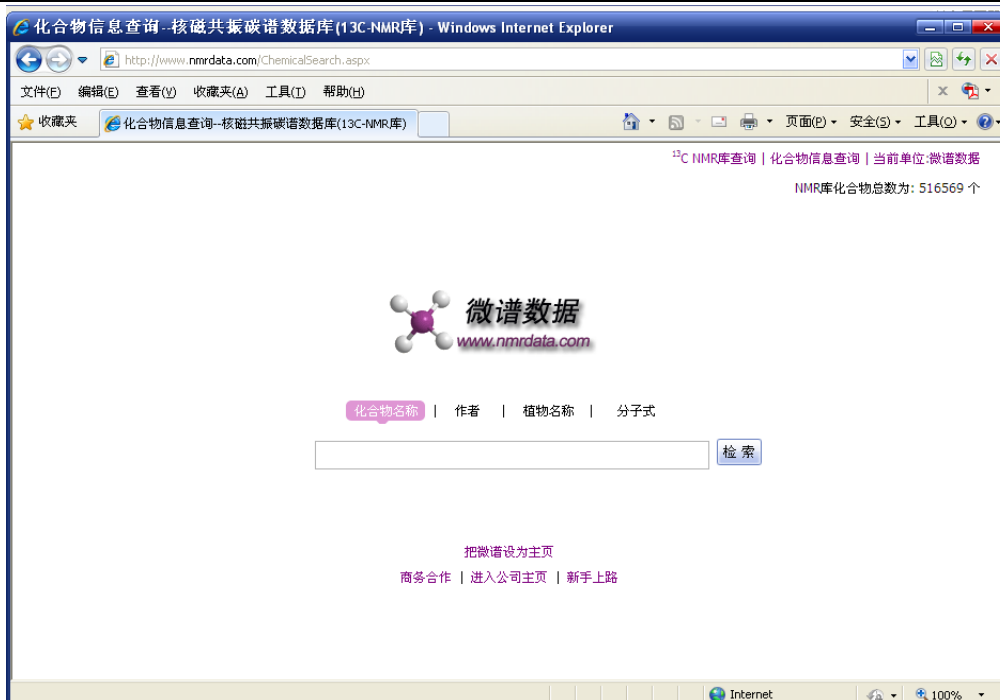 化合物信息查询--核磁共振碳谱数据库(13C-NMR库) - Windows Internet Explorer
http://www.nmrdata.com/ChemicalSearch.aspx
文件(F) 编辑(E) 查看(V) 收藏夹(A) 工具(T) 帮助(H)
收藏夹 化合物信息查询--核磁共振碳谱数据库(13C-NMR库) 页面(P) 安全(S) 工具(O)
13C NMR库查询 | 化合物信息查询 | 当前单位:微谱数据
NMR库化合物总数为: 516569 个
微谱数据
www.nmrdata.com
化合物名称 | 作者 | 植物名称 | 分子式
检 索
把微谱设为主页
商务合作 | 进入公司主页 | 新手上路
Internet 100%